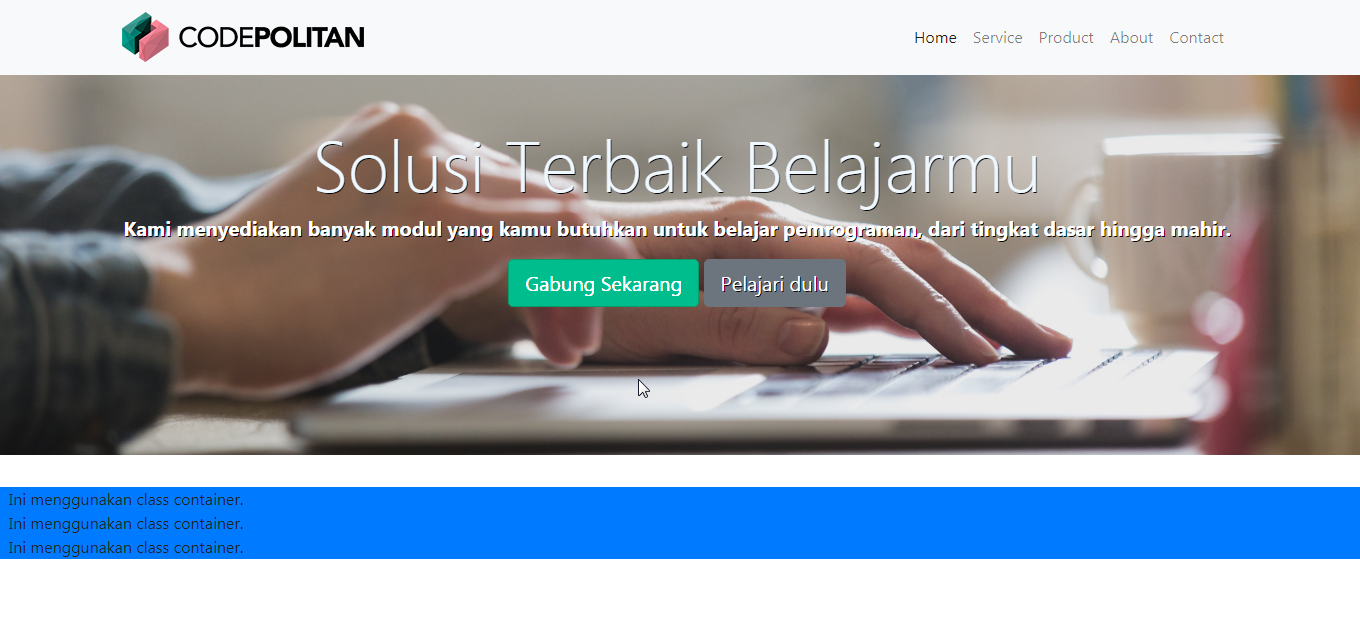 CODEPOLITAN
Home Service Product About Contact
Solusi Terbaik Belajarmu
Kami menyediakan banyak modul yang kamu butuhkan untuk belajar pemrograman, dari tingkat dasar hingga mahir.
Gabung Sekarang Pelajari dulu
Ini menggunakan class container.
Ini menggunakan class container.
Ini menggunakan class container.